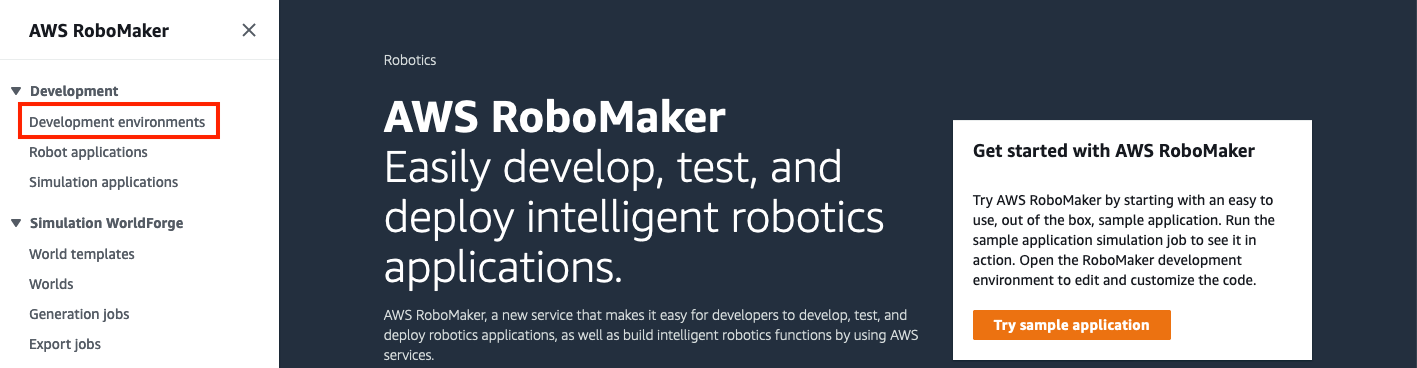 AWS RoboMaker
Development
Development environments
Robot applications
Simulation applications
Simulation WorldForge
World templates
Worlds
Generation jobs
Export jobs
Robotics
AWS RoboMaker
Easily develop, test, and
deploy intelligent robotics
applications.
AWS RoboMaker, a new service that makes it easy for developers to develop, test, and
deploy robotics applications, as well as build intelligent robotics functions by using AWS
services.
Get started with AWS RoboMaker
Try AWS RoboMaker by starting with an easy to
use, out of the box, sample application. Run the
sample application simulation job to see it in
action. Open the RoboMaker development
environment to edit and customize the code.
Try sample application